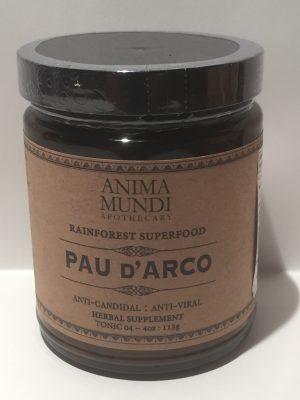 ANIMA
MUNDI
APOTHECARY
RAINFOREST SUPERFOOD
PAU D'ARCO
ANTI-CANDIDAL : ANTI-VIRAL
HERBAL SUPPLEMENT
TONIC 04 - 4oz : 113g